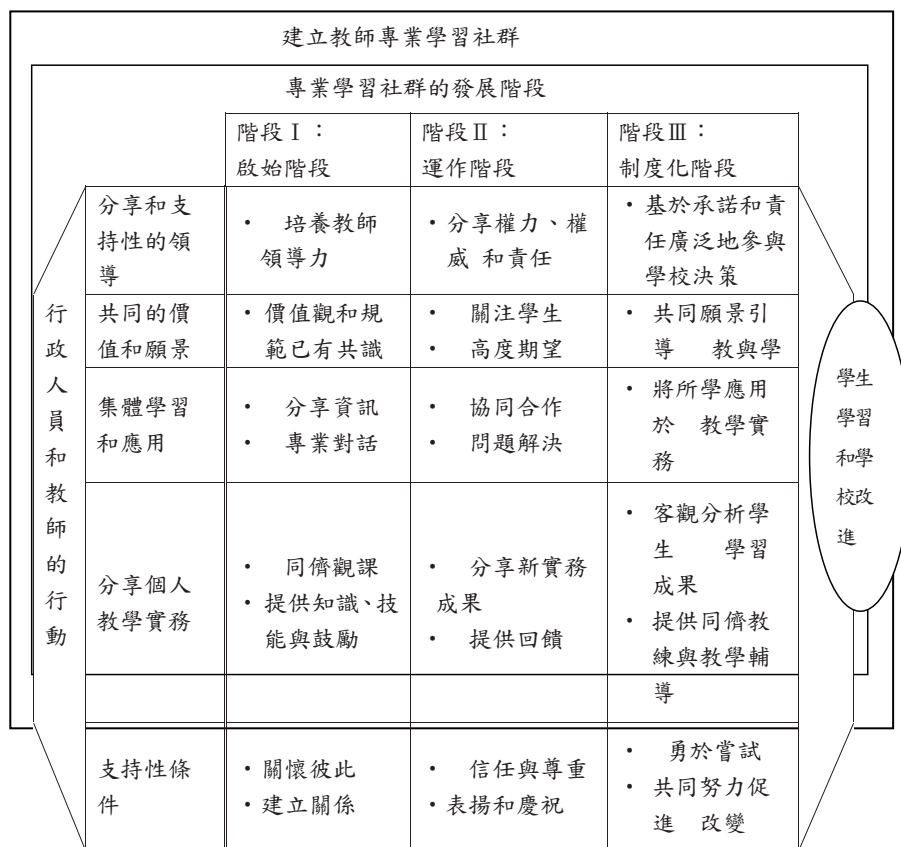 建立教師專業學習社群
專業學習社群的發展階段
階段Ⅰ：
啟始階段
階段Ⅱ：
運作階段
階段Ⅲ：
制度化階段
行政人員和教師的行動
分享和支
持性的領
導
• 培養教師
領導力
•分享權力、權
威 和責任
•基於承諾和責
任廣泛地參與
學校決策
共同的價
值和願景
•價值觀和規
範已有共識
• 關注學生
• 高度期望
• 共同願景引
導 教與學
集體學習
和應用
• 分享資訊
• 專業對話
• 協同合作
• 問題解決
• 將所學應用
於 教學實
務
分享個人
教學實務
• 同儕觀課
•提供知識、技
能與鼓勵
• 分享新實務
成果
• 提供回饋
• 客觀分析學
生 學習
成果
• 提供同儕教
練與教學輔
導
支持性條
件
•關懷彼此
•建立關係
• 信任與尊重
•表揚和慶祝
• 勇於嘗試
• 共同努力促
進 改變
學生
學習
和學
校改
進